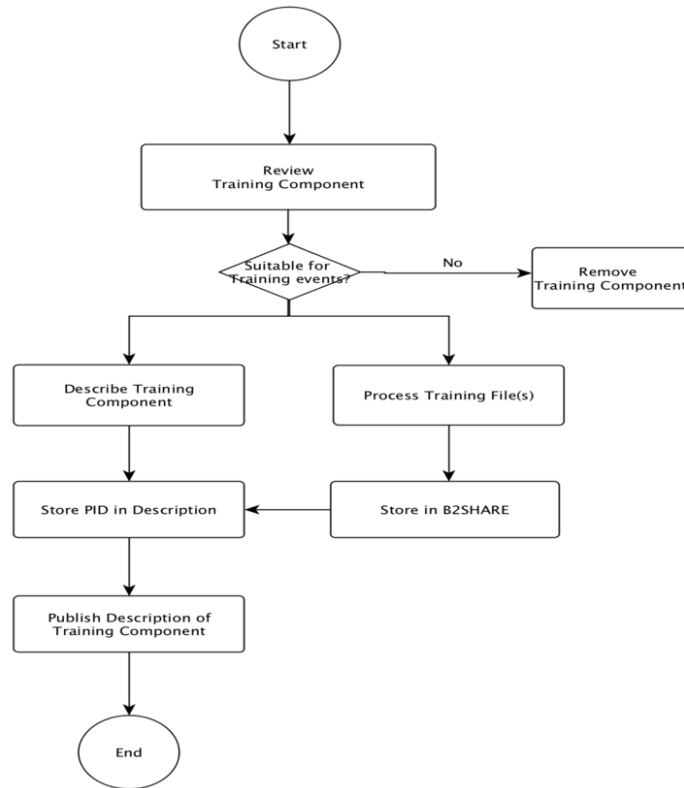 Start
Review
Training Component
Suitable for
Training events?
No
Remove
Training Component
Describe Training
Component
Process Training File(s)
Store PID in Description
Store in B2SHARE
Publish Description of
Training Component
End